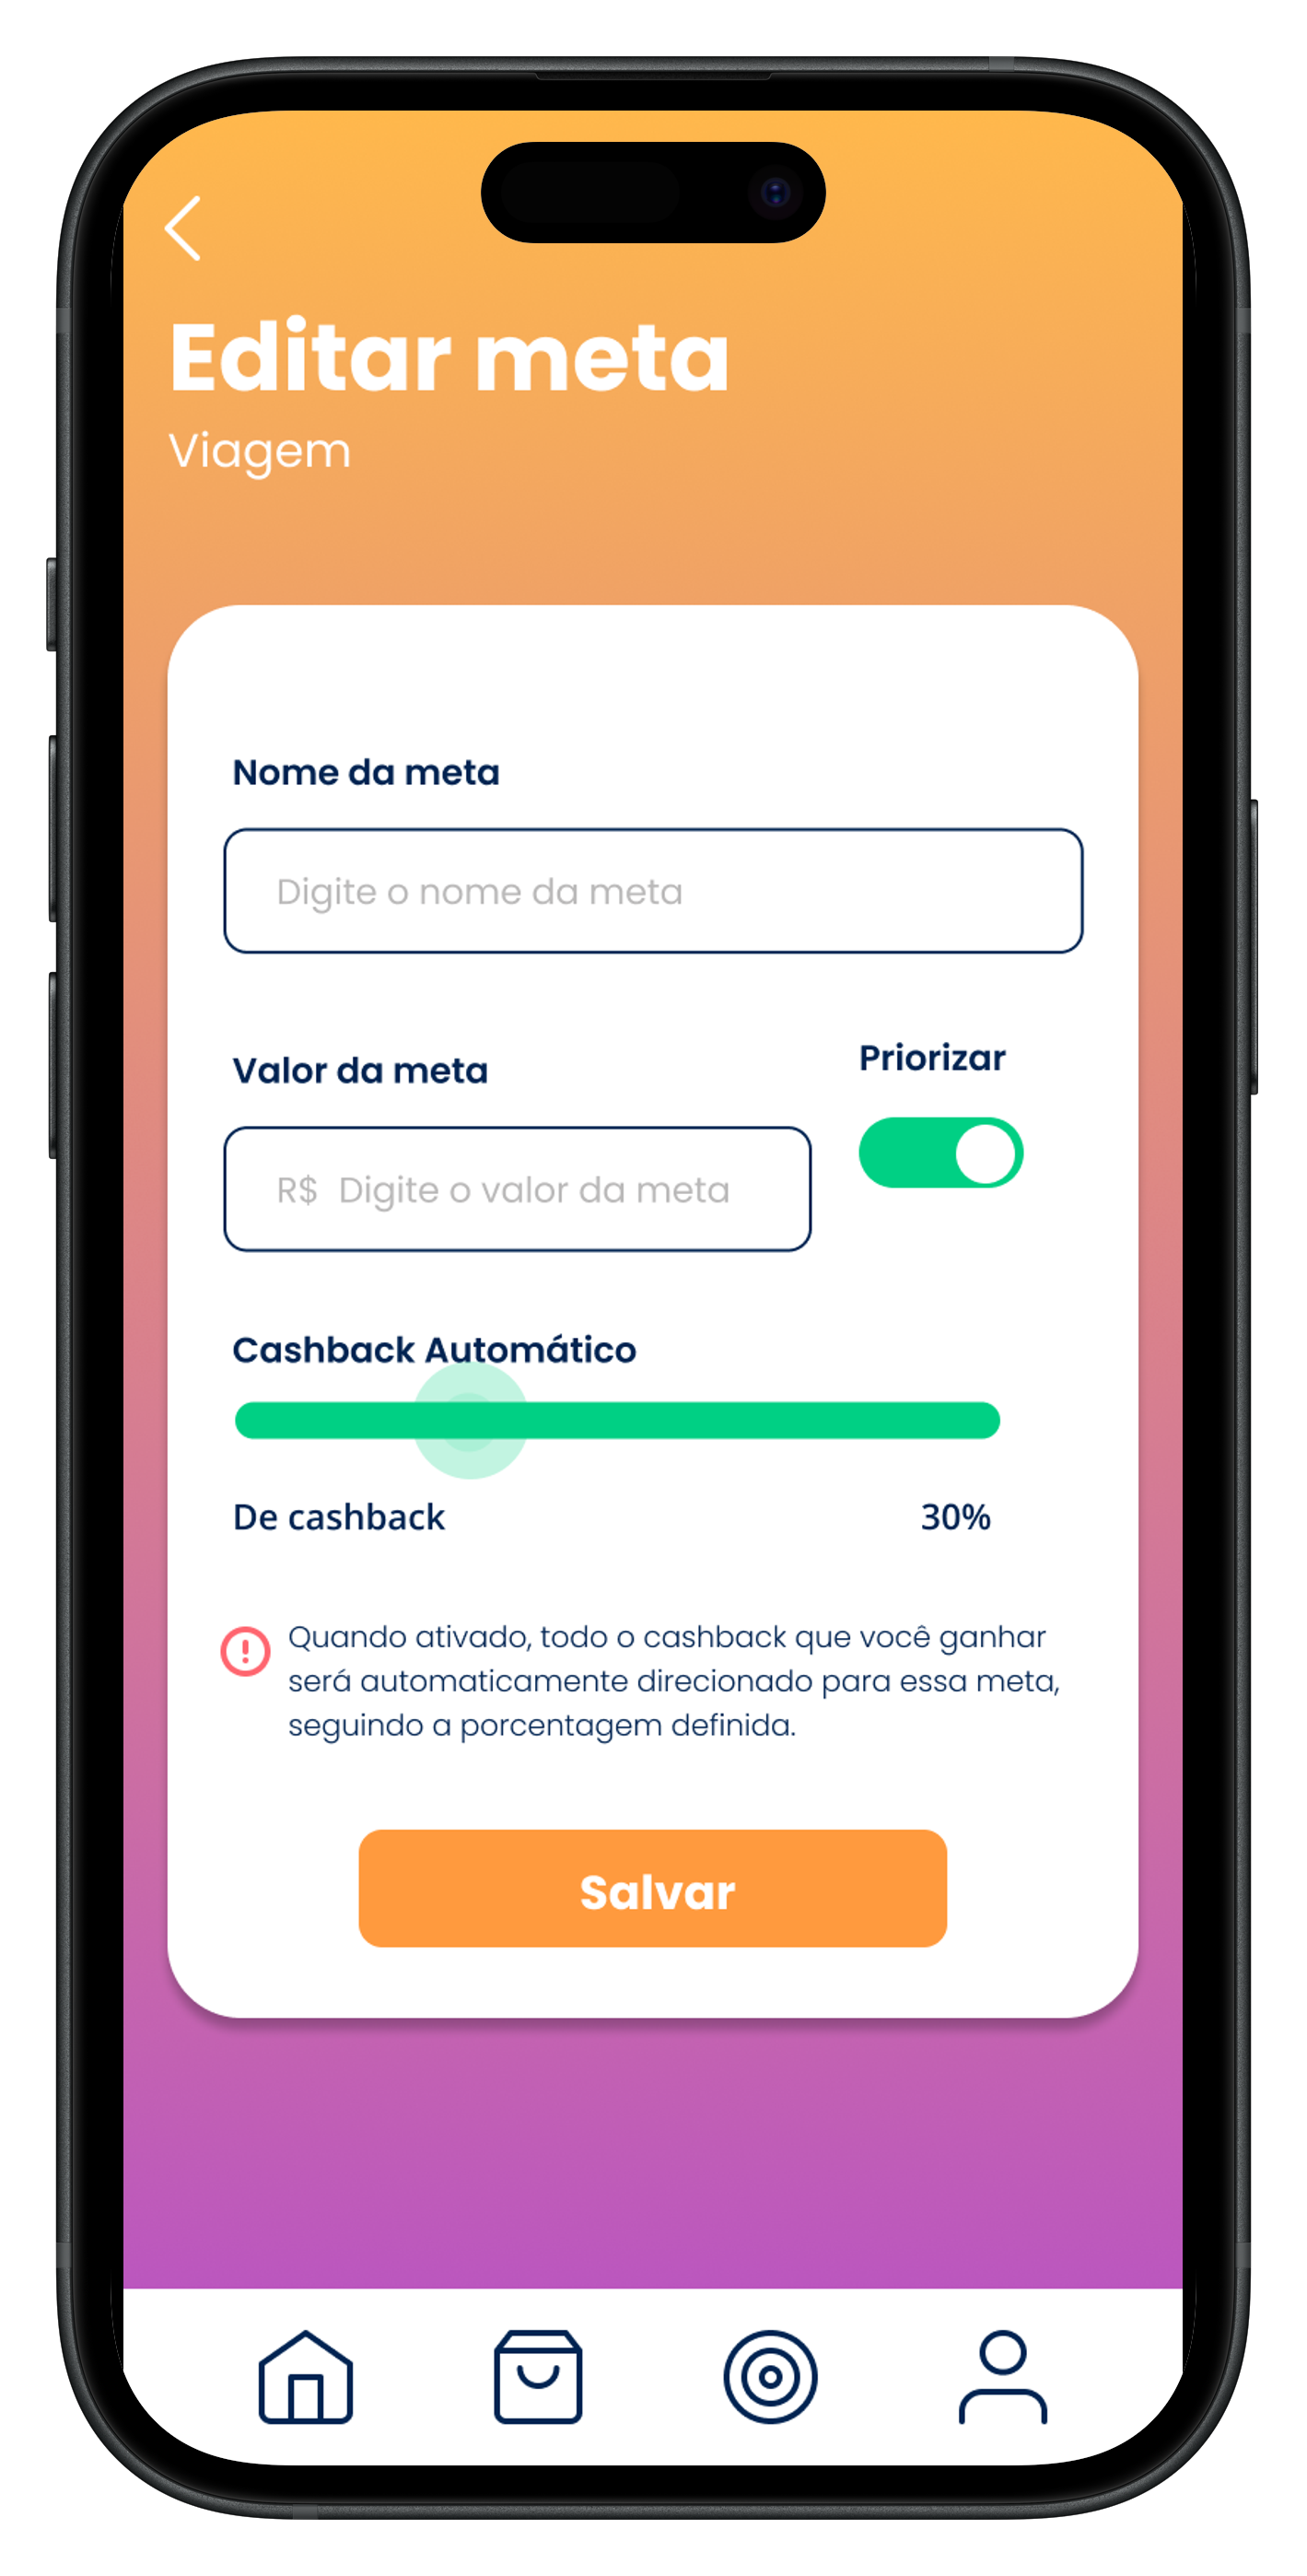 Editar meta
Viagem
Nome da meta
Digite o nome da meta
Valor da meta
Priorizar
R$ Digite o valor da meta
Cashback Automático
De cashback 30%
Quando ativado, todo o cashback que você ganhar
será automaticamente direcionado para essa meta,
seguindo a porcentagem definida.
Salvar